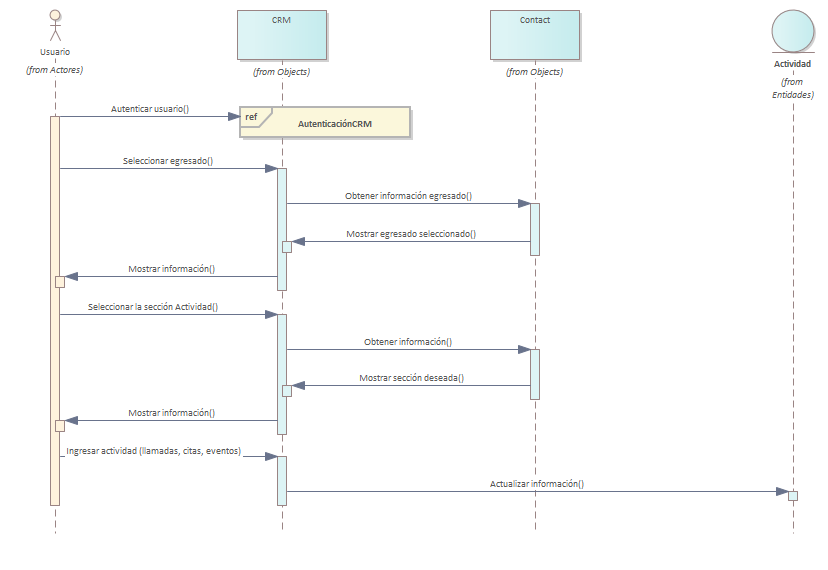 CRM
Contact
Usuario
(from Actores)
(from Objects)
(from Objects)
Actividad
(from
Entidades)
Autenticar usuario()
ref
AutenticaciónCRM
Seleccionar egresado()
Obtener información egresado()
Mostrar egresado seleccionado()
Mostrar información()
Seleccionar la sección Actividad()
Obtener información()
Mostrar sección deseada()
Mostrar información()
Ingresar actividad (llamadas, citas, eventos)
Actualizar información()